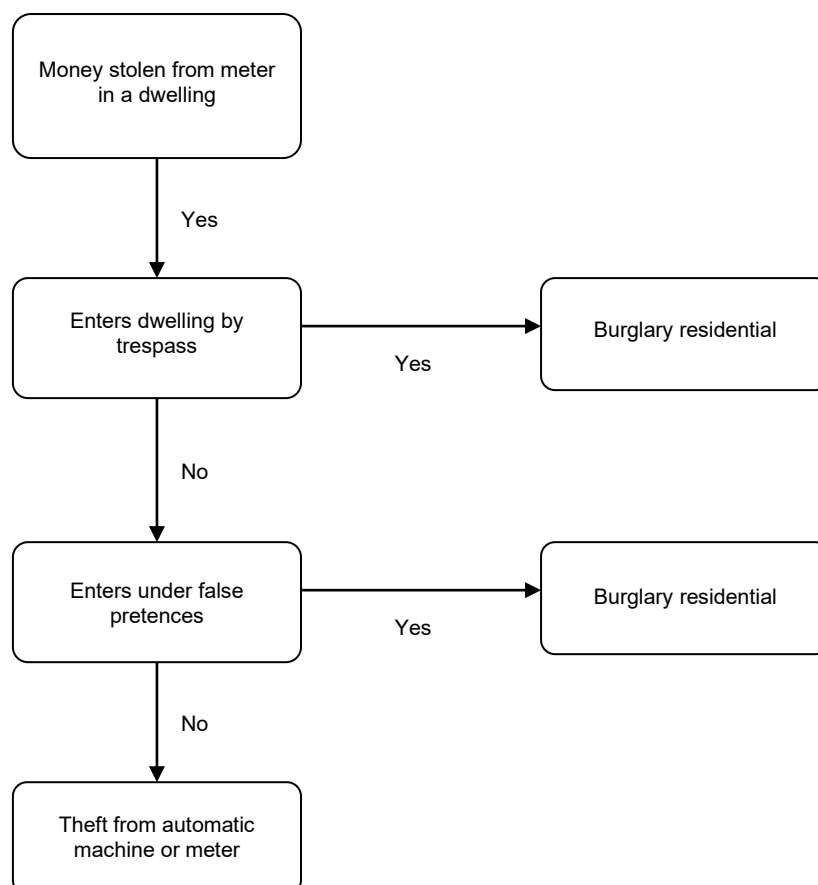 Money stolen from meter
in a dwelling
Yes
Enters dwelling by
trespass
Burglary residential
Yes
No
Enters under false
pretences
Burglary residential
Yes
No
Theft from automatic
machine or meter